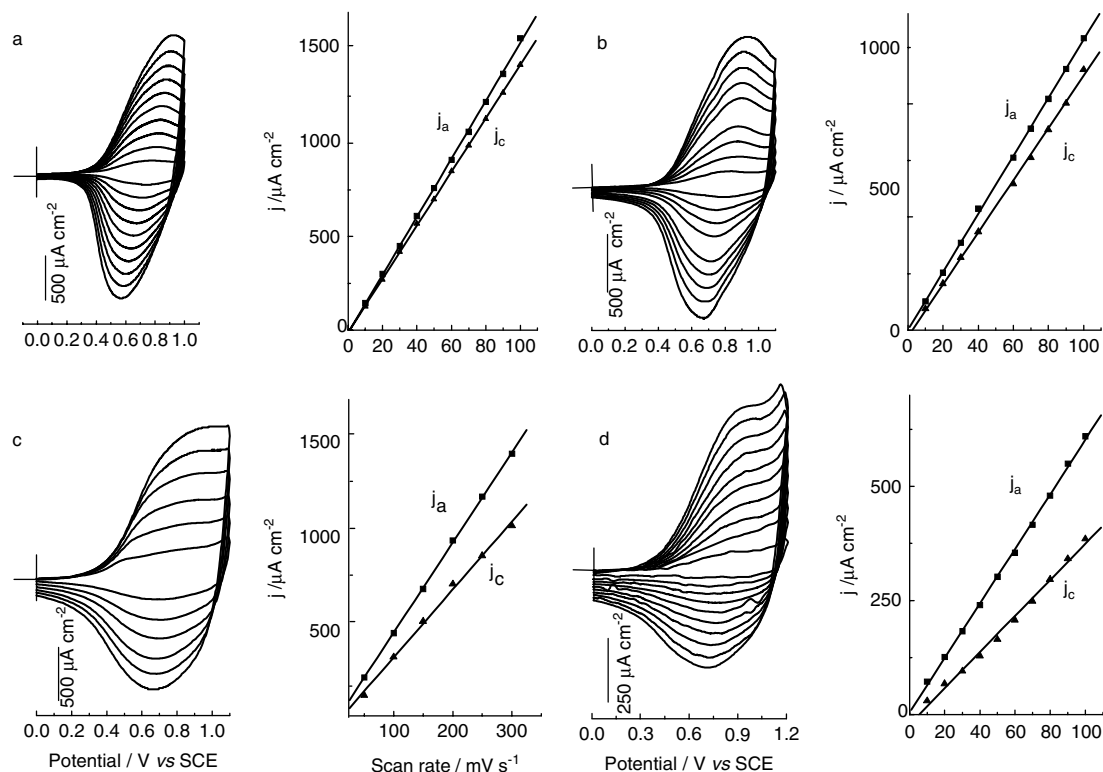 a
500 µA cm⁻²
0.0 0.2 0.4 0.6 0.8 1.0
j /µA cm⁻²
1500
1000
500
0
jₐ
j꜀
0 20 40 60 80 100
b
500 µA cm⁻²
0.0 0.2 0.4 0.6 0.8 1.0
j / µA cm⁻²
1000
500
0
jₐ
j꜀
0 20 40 60 80 100
c
500 µA cm⁻²
0.0 0.2 0.4 0.6 0.8 1.0
Potential / V vs SCE
j /µA cm⁻²
1500
1000
500
jₐ
j꜀
0 100 200 300
Scan rate / mV s⁻¹
d
250 µA cm⁻²
0.0 0.3 0.6 0.9 1.2
Potential / V vs SCE
j /µA cm⁻²
500
250
0
jₐ
j꜀
0 20 40 60 80 100